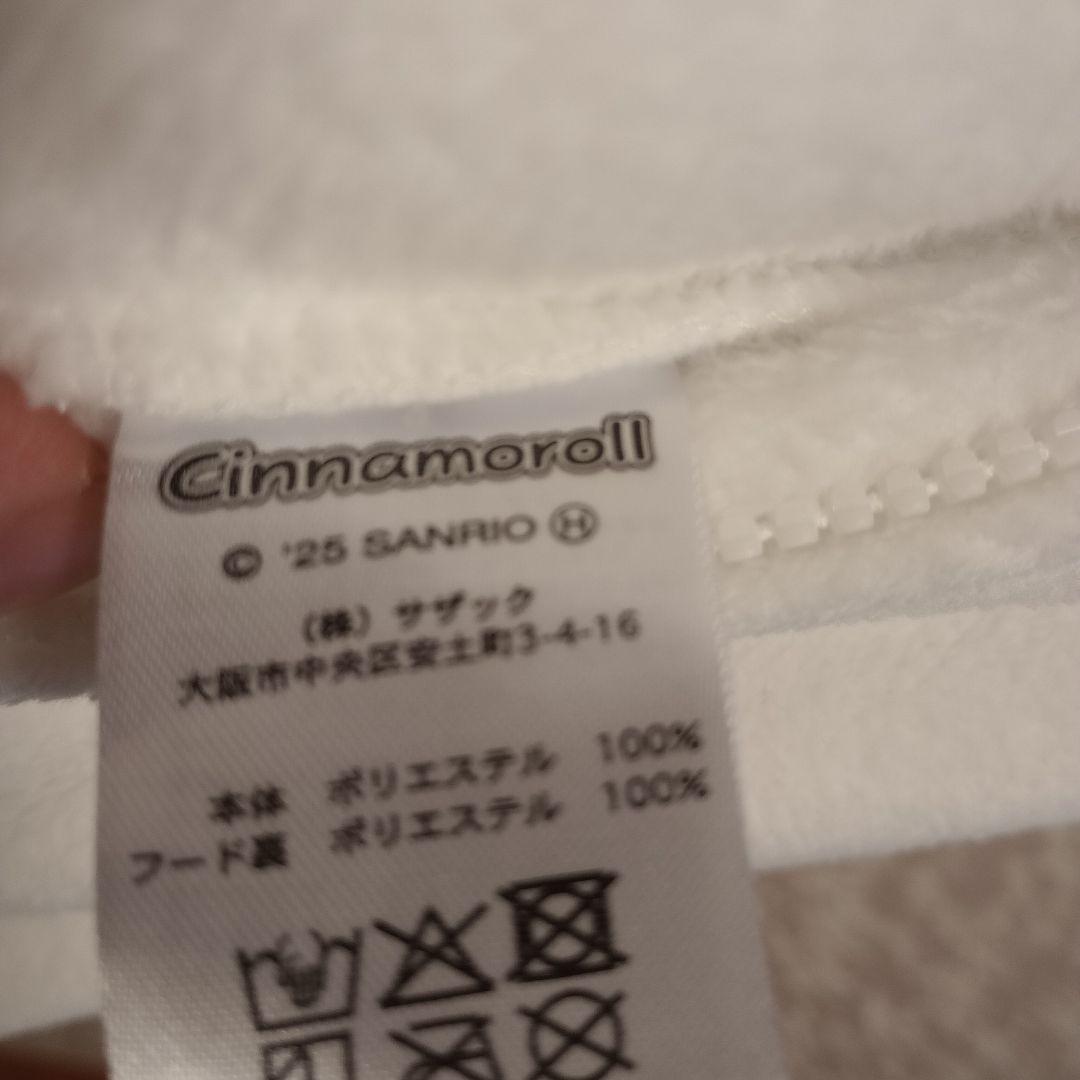 Cinnamoroll
© '25 SANRIO Ⓗ
（株）サザック
大阪市中央区安土町3-4-16
本体 ポリエステル 100%
フード裏 ポリエステル 100%